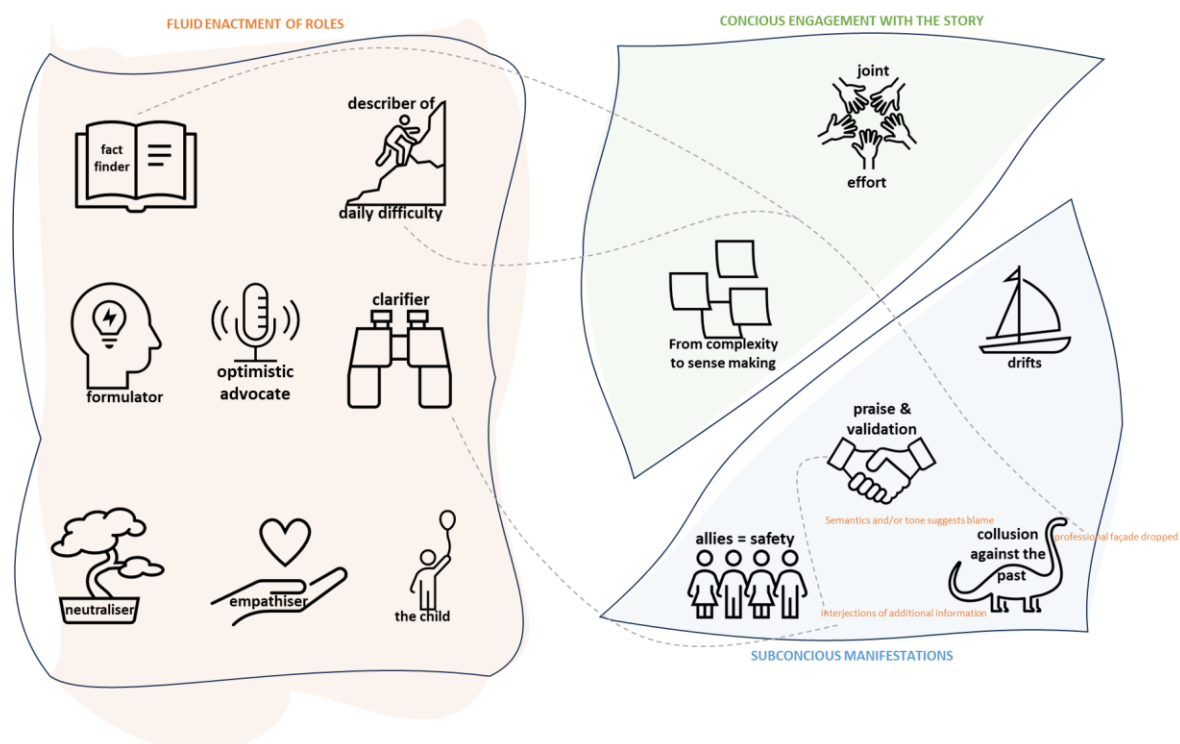 FLUID ENACTMENT OF ROLES
fact
finder
describer of
daily difficulty
formulator
optimistic
advocate
clarifier
neutraliser
empathiser
the child
CONCIOUS ENGAGEMENT WITH THE STORY
joint
effort
From complexity
to sense making
drifts
praise &
validation
Semantics and/or tone suggests blame
allies = safety
collusion
against the
past
professional façade dropped
interjections of additional information
SUBCONCIOUS MANIFESTATIONS